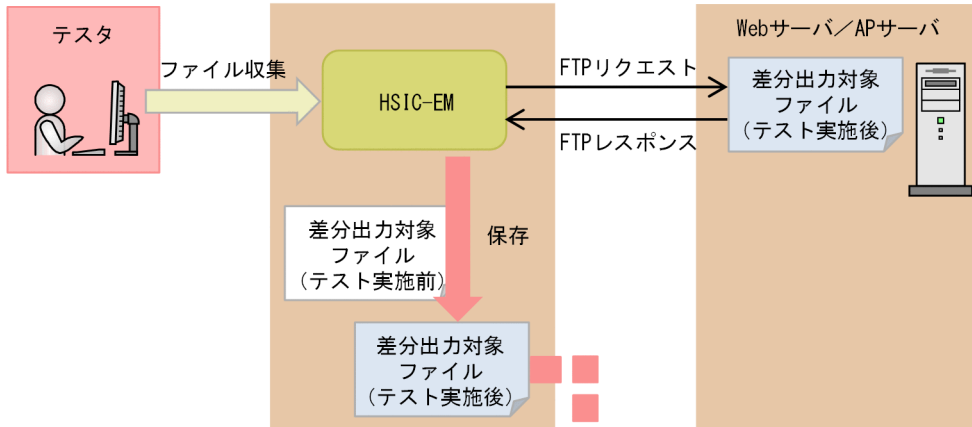 テスタ
ファイル収集
HSIC-EM
FTPリクエスト
FTPレスポンス
Webサーバ／APサーバ
差分出力対象
ファイル
(テスト実施後)
差分出力対象
ファイル
(テスト実施前)
保存
差分出力対象
ファイル
(テスト実施後)